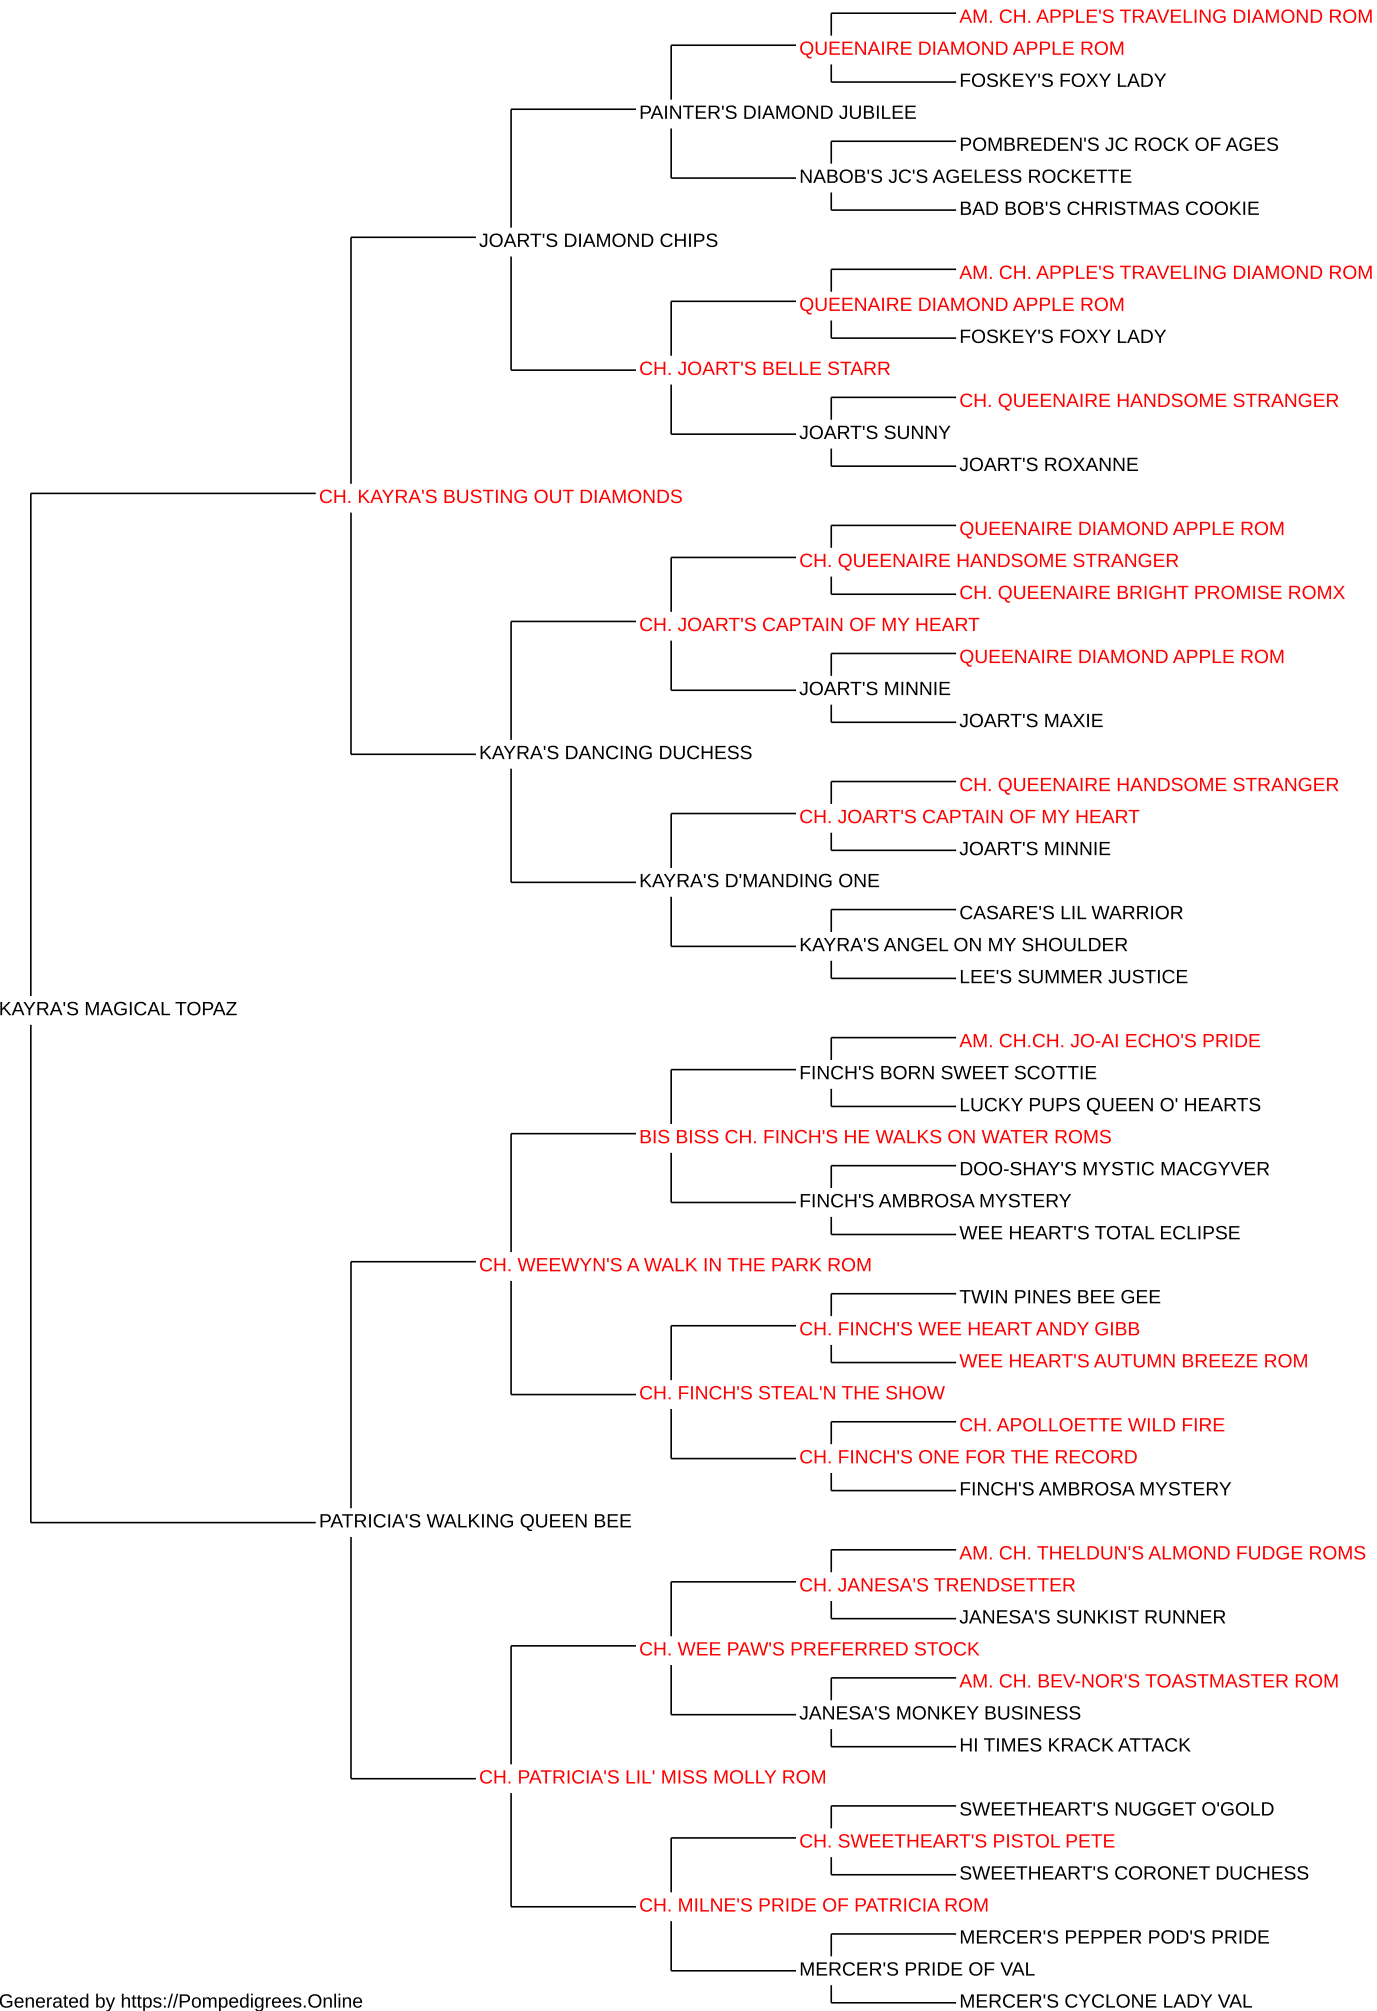 AM. CH. APPLE'S TRAVELING DIAMOND ROM
QUEENAIRE DIAMOND APPLE ROM
FOSKEY'S FOXY LADY
PAINTER'S DIAMOND JUBILEE
POMBREDEN'S JC ROCK OF AGES
NABOB'S JC'S AGELESS ROCKETTE
BAD BOB'S CHRISTMAS COOKIE
JOART'S DIAMOND CHIPS
AM. CH. APPLE'S TRAVELING DIAMOND ROM
QUEENAIRE DIAMOND APPLE ROM
FOSKEY'S FOXY LADY
CH. JOART'S BELLE STARR
CH. QUEENAIRE HANDSOME STRANGER
JOART'S SUNNY
JOART'S ROXANNE
CH. KAYRA'S BUSTING OUT DIAMONDS
QUEENAIRE DIAMOND APPLE ROM
CH. QUEENAIRE HANDSOME STRANGER
CH. QUEENAIRE BRIGHT PROMISE ROMX
CH. JOART'S CAPTAIN OF MY HEART
QUEENAIRE DIAMOND APPLE ROM
JOART'S MINNIE
JOART'S MAXIE
KAYRA'S DANCING DUCHESS
CH. QUEENAIRE HANDSOME STRANGER
CH. JOART'S CAPTAIN OF MY HEART
JOART'S MINNIE
KAYRA'S D'MANDING ONE
CASARE'S LIL WARRIOR
KAYRA'S ANGEL ON MY SHOULDER
LEE'S SUMMER JUSTICE
KAYRA'S MAGICAL TOPAZ
AM. CH.CH. JO-AI ECHO'S PRIDE
FINCH'S BORN SWEET SCOTTIE
LUCKY PUPS QUEEN O' HEARTS
BIS BISS CH. FINCH'S HE WALKS ON WATER ROMS
DOO-SHAY'S MYSTIC MACGYVER
FINCH'S AMBROSA MYSTERY
WEE HEART'S TOTAL ECLIPSE
CH. WEEWYN'S A WALK IN THE PARK ROM
TWIN PINES BEE GEE
CH. FINCH'S WEE HEART ANDY GIBB
WEE HEART'S AUTUMN BREEZE ROM
CH. FINCH'S STEAL'N THE SHOW
CH. APOLLOETTE WILD FIRE
CH. FINCH'S ONE FOR THE RECORD
FINCH'S AMBROSA MYSTERY
PATRICIA'S WALKING QUEEN BEE
AM. CH. THELDUN'S ALMOND FUDGE ROMS
CH. JANESA'S TRENDSETTER
JANESA'S SUNKIST RUNNER
CH. WEE PAW'S PREFERRED STOCK
AM. CH. BEV-NOR'S TOASTMASTER ROM
JANESA'S MONKEY BUSINESS
HI TIMES KRACK ATTACK
CH. PATRICIA'S LIL' MISS MOLLY ROM
SWEETHEART'S NUGGET O'GOLD
CH. SWEETHEART'S PISTOL PETE
SWEETHEART'S CORONET DUCHESS
CH. MILNE'S PRIDE OF PATRICIA ROM
MERCER'S PEPPER POD'S PRIDE
MERCER'S PRIDE OF VAL
MERCER'S CYCLONE LADY VAL
Generated by https://Pompedigrees.Online